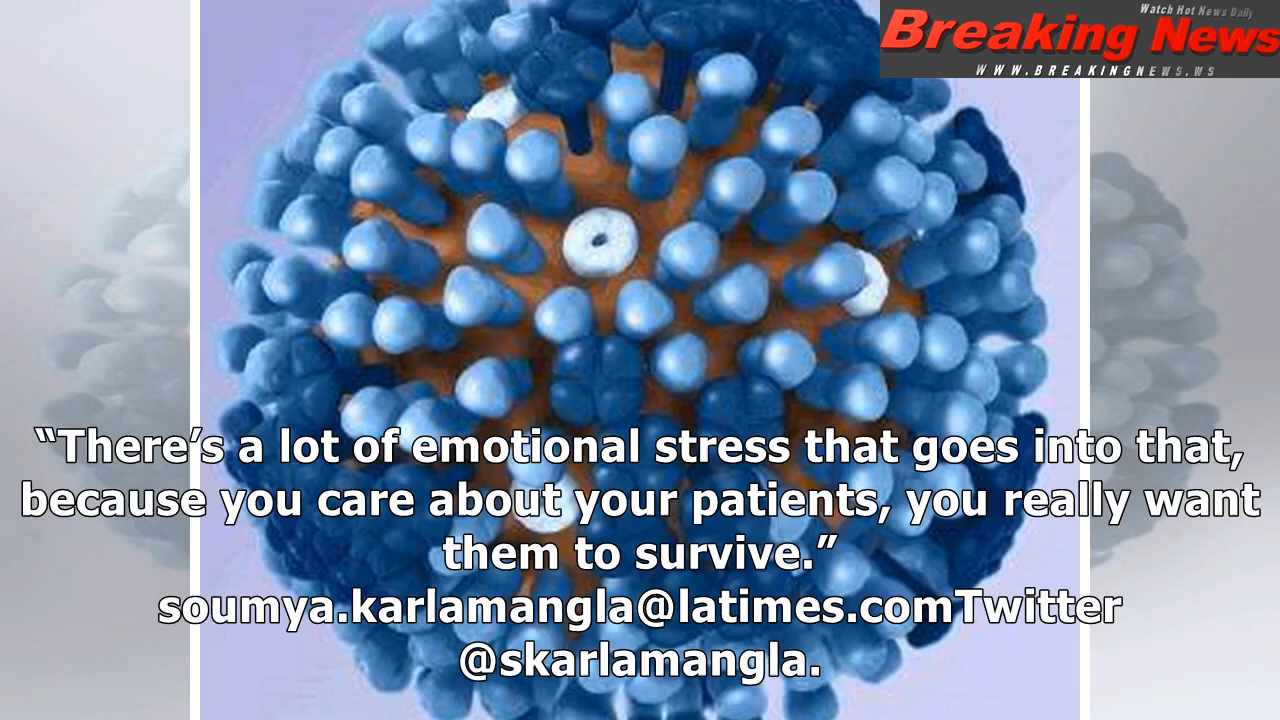 Watch Hot News Daily
Breaking News
WWW.BREAKINGNEWS.WS
“There’s a lot of emotional stress that goes into that,
because you care about your patients, you really want
them to survive.”
soumya.karlamangla@latimes.comTwitter
@skarlamangla.